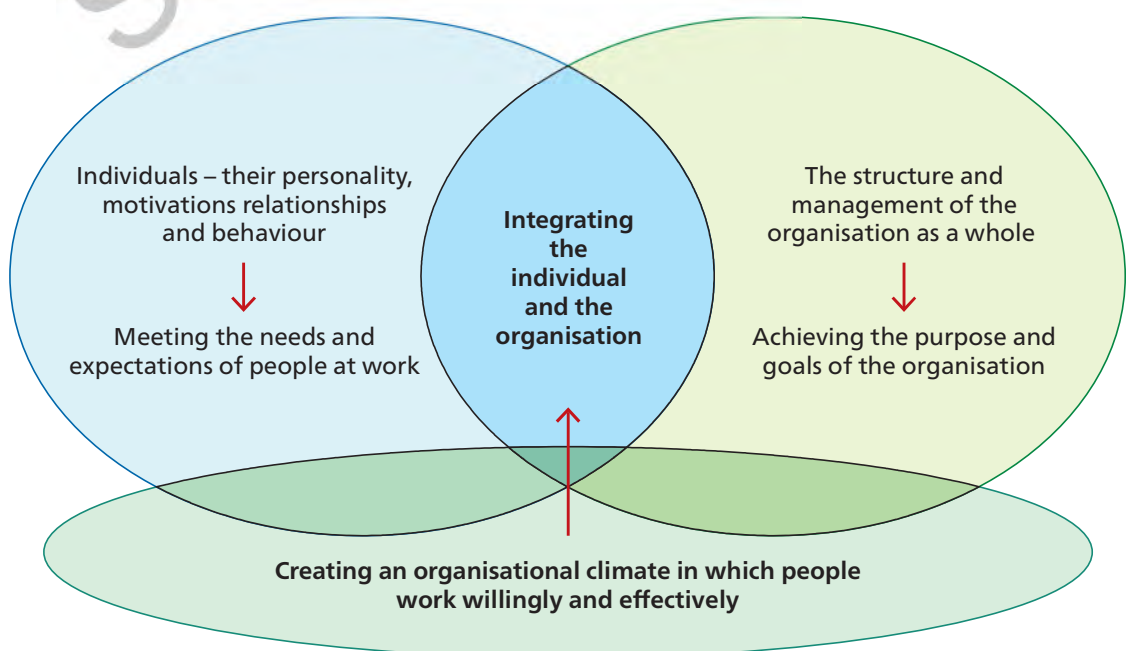 Individuals – their personality,
motivations relationships
and behaviour
Meeting the needs and
expectations of people at work
Integrating
the
individual
and the
organisation
The structure and
management of the
organisation as a whole
Achieving the purpose and
goals of the organisation
Creating an organisational climate in which people
work willingly and effectively